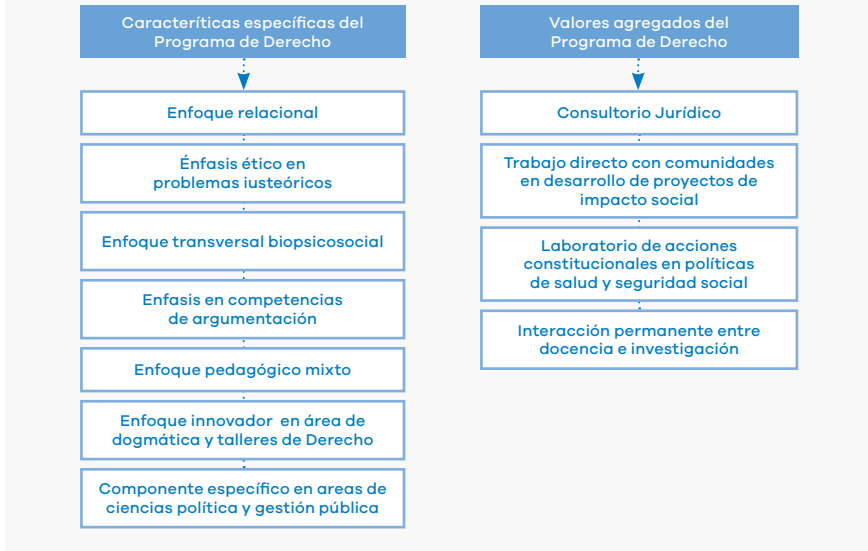 Características específicas del
Programa de Derecho
Enfoque relacional
Énfasis ético en
problemas iusteóricos
Enfoque transversal biopsicosocial
Enfasis en competencias
de argumentación
Enfoque pedagógico mixto
Enfoque innovador en área de
dogmática y talleres de Derecho
Componente específico en areas de
ciencias política y gestión pública
Valores agregados del
Programa de Derecho
Consultorio Jurídico
Trabajo directo con comunidades
en desarrollo de proyectos de
impacto social
Laboratorio de acciones
constitucionales en políticas
de salud y seguridad social
Interacción permanente entre
docencia e investigación